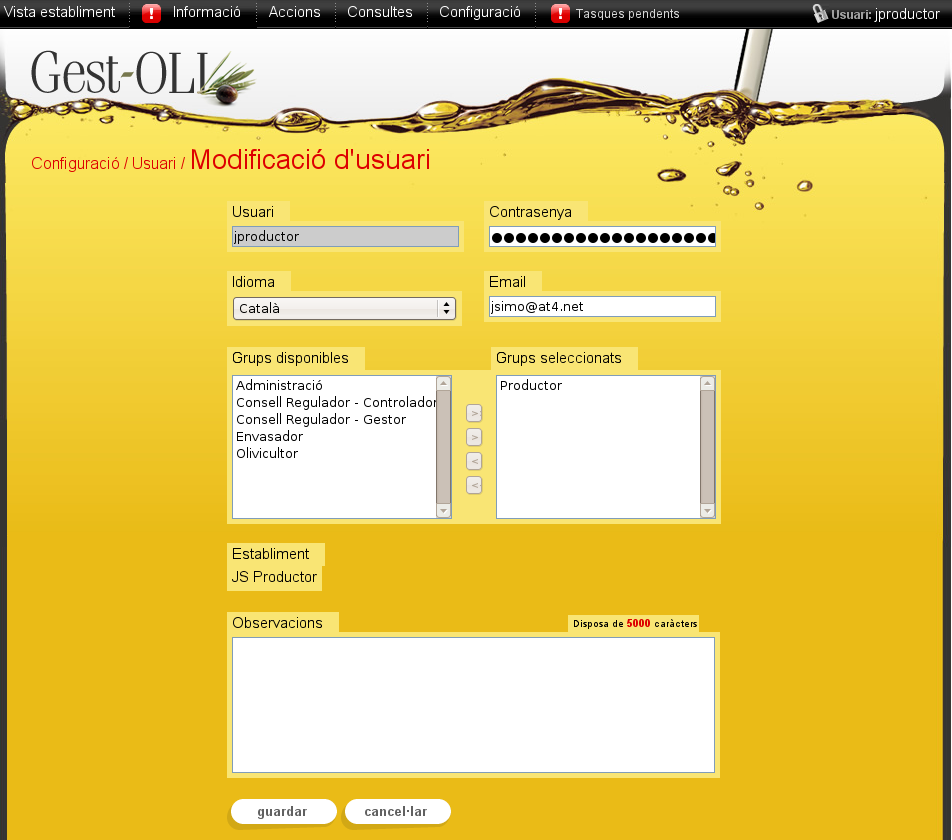 Vista establiment ! Informació Accions Consultes Configuració ! Tasques pendents Usuari: jproductor
Gest-OLI
Configuració / Usuari / Modificació d'usuari
Usuari Contrasenya
jproductor
Idioma Email
Català jsimo@at4.net
Grups disponibles Grups seleccionats
Administració > Productor
Consell Regulador - Controlador
Consell Regulador - Gestor >
Envasador <
Olivicultor <
Establiment
JS Productor
Observacions Disposa de 5000 caràcters
guardar cancel·lar